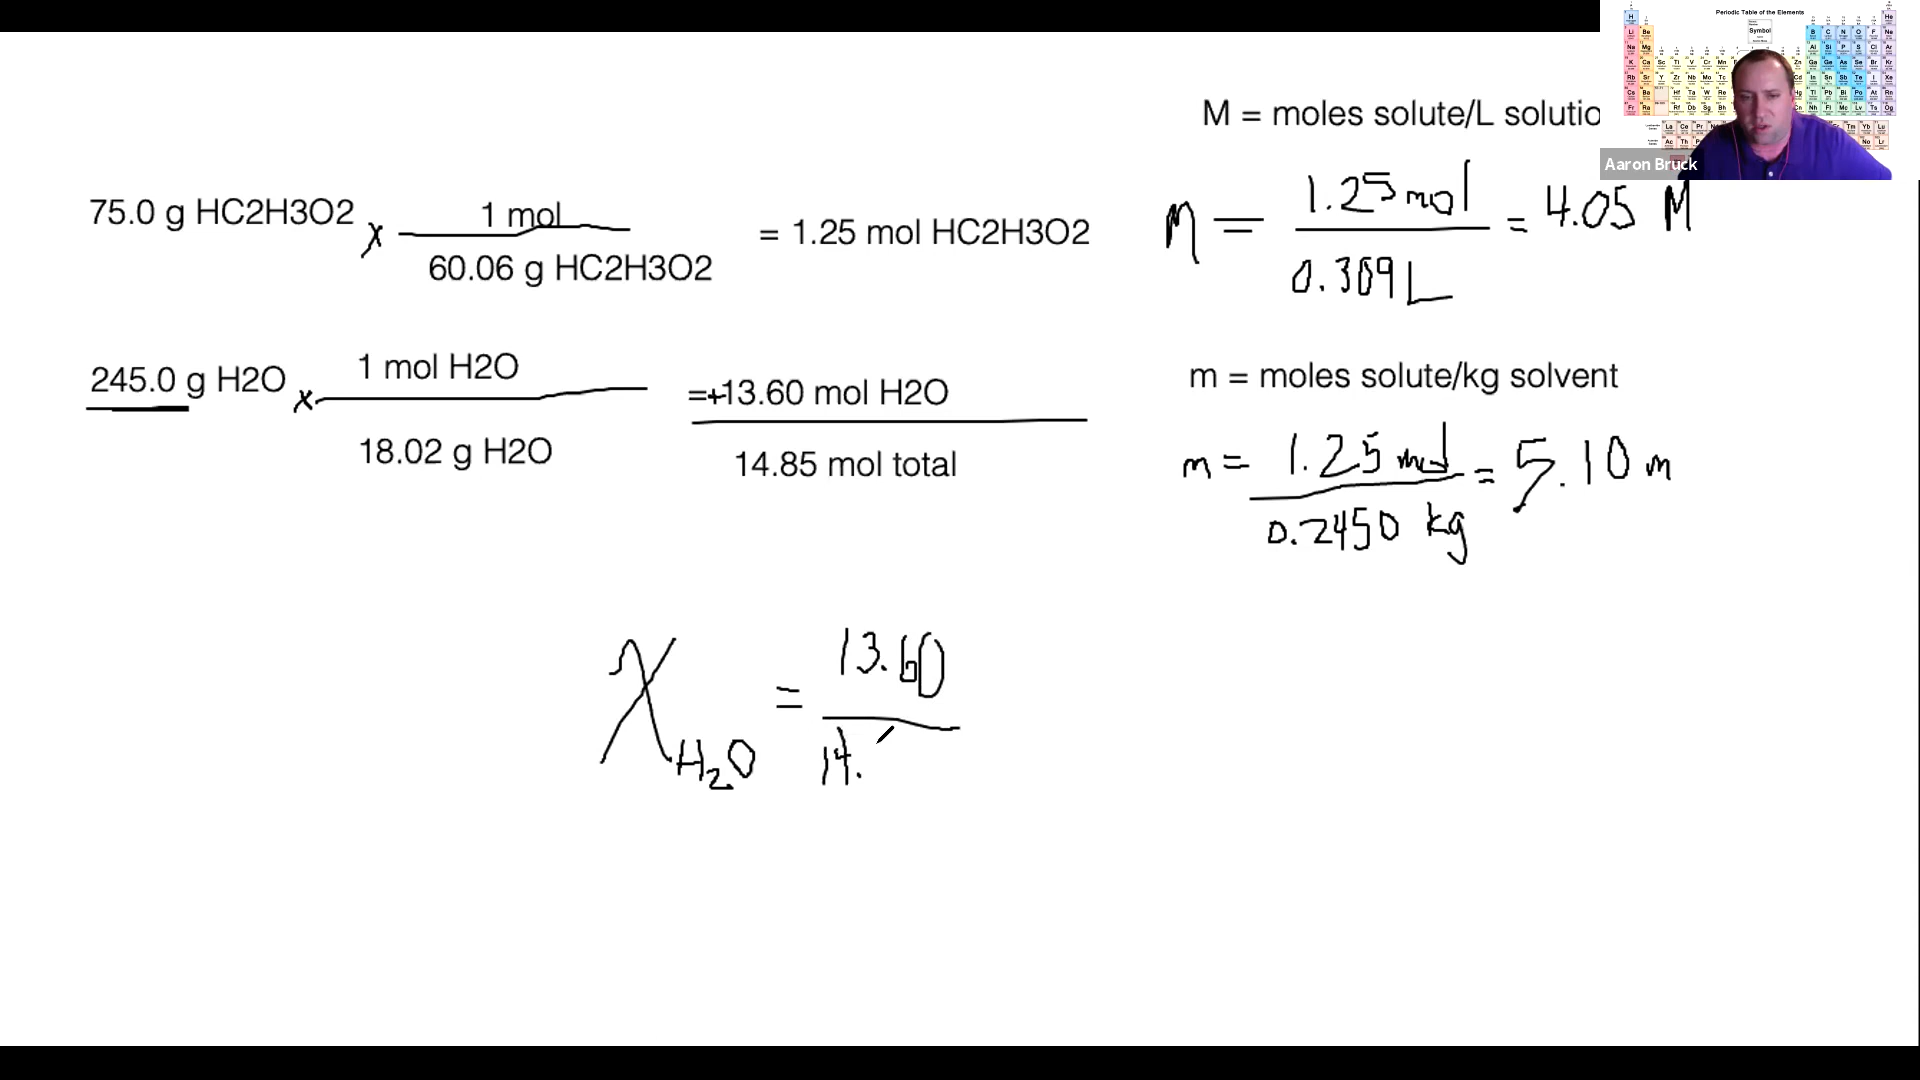 Periodic Table of the Elements
Symbol
M = moles solute/L solutio
Aaron Bruck
75.0 g HC2H3O2 x 1 mol
60.06 g HC2H3O2
= 1.25 mol HC2H3O2
M = 1.25 mol = 4.05 M
0.309 L
245.0 g H2O x 1 mol H2O
18.02 g H2O
=+13.60 mol H2O
14.85 mol total
m = moles solute/kg solvent
m = 1.25 mol = 5.10 m
0.2450 kg
χH2O = 13.60
14.